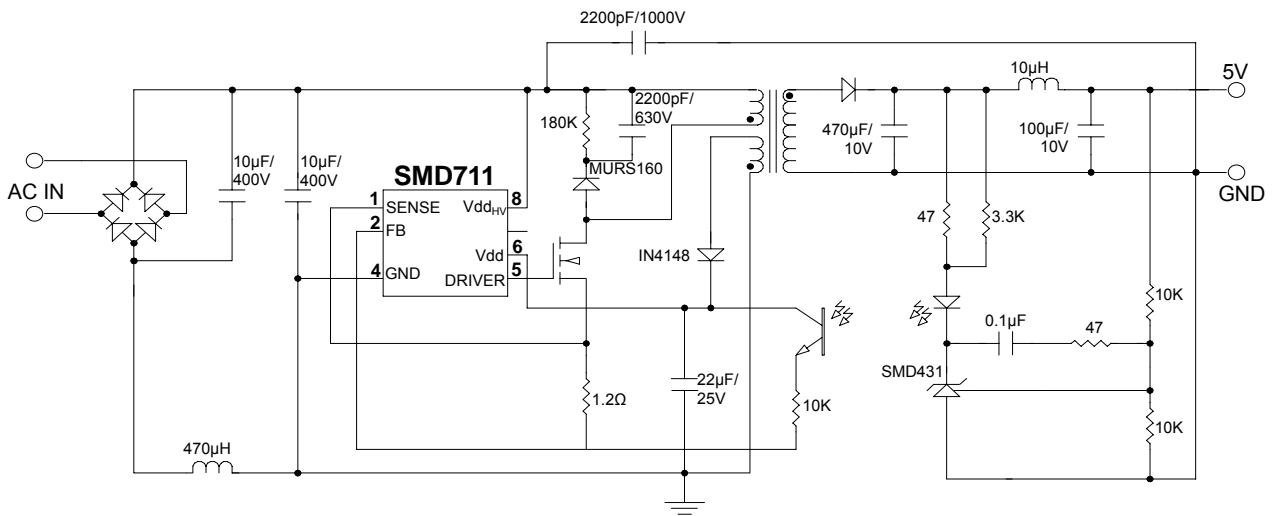 2200pF/1000V
10µH
5V
2200pF/
630V
180K
470µF/
10V
100µF/
10V
10µF/
400V
10µF/
400V
MURS160
AC IN
SMD711
GND
1
SENSE
VddHV
8
2
FB
47
3.3K
Vdd
6
IN4148
4
GND
DRIVER
5
10K
0.1µF
47
SMD431
22µF/
25V
1.2Ω
10K
10K
470µH